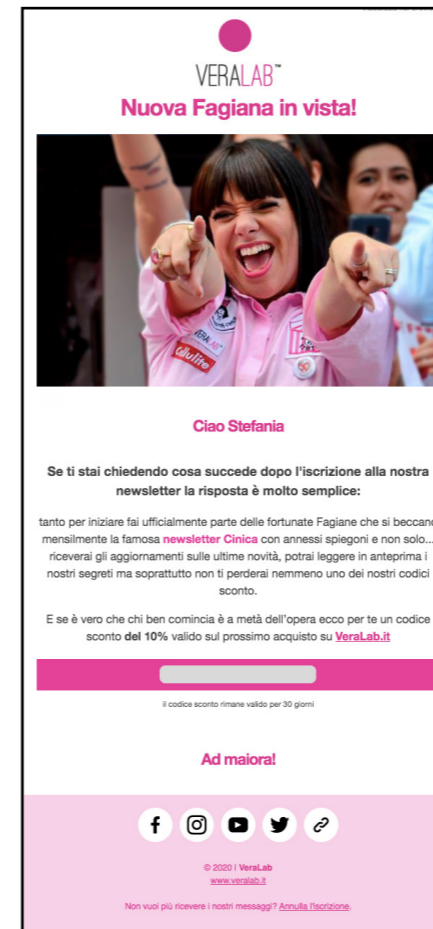 VERALAB™
Nuova Fagiana in vista!
VERALAB™
Cellulite
Ciao Stefania
Se ti stai chiedendo cosa succede dopo l'iscrizione alla nostra
newsletter la risposta è molto semplice:
tanto per iniziare fai ufficialmente parte delle fortunate Fagiane che si beccano
mensilmente la famosa newsletter Cinica con annessi spiegoni e non solo...
riceverai gli aggiornamenti sulle ultime novità, potrai leggere in anteprima i
nostri segreti ma soprattutto non ti perderai nemmeno uno dei nostri codici
sconto.
E se è vero che chi ben comincia è a metà dell'opera ecco per te un codice
sconto del 10% valido sul prossimo acquisto su VeraLab.it
il codice sconto rimane valido per 30 giorni
Ad maiora!
© 2020 | VeraLab
www.veralab.it
Non vuoi più ricevere i nostri messaggi? Annulla l'iscrizione.